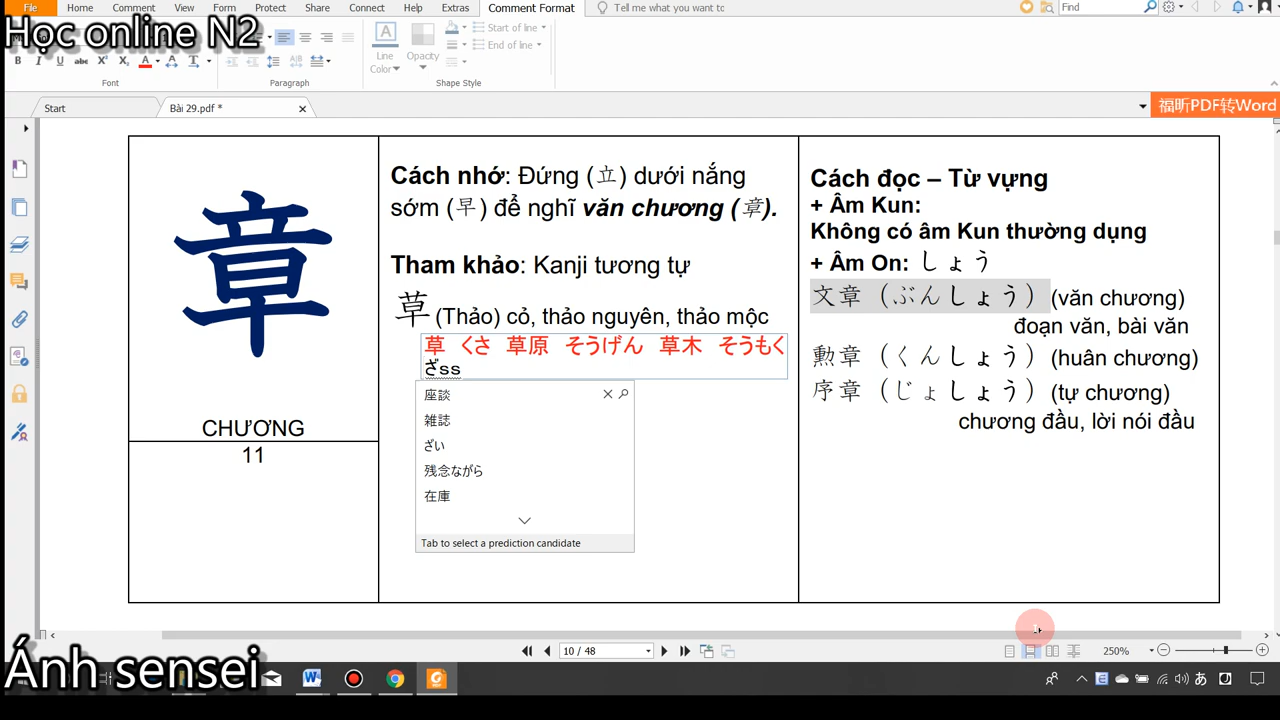 File Home Comment View Form Protect Share Connect Help Extras Comment Format Tell me what you want to Find
Học online N2
Line Color
Opacity
Start of line
End of line
Font
Paragraph
Shape Style
Start
Bài 29.pdf *
福昕PDF转Word
章
CHƯƠNG
11
Cách nhớ: Đứng (立) dưới nắng
sớm (早) để nghĩ văn chương (章).
Tham khảo: Kanji tương tự
草 (Thảo) cỏ, thảo nguyên, thảo mộc
草 くさ 草原 そうげん 草木 そうもく
ざss
座談
雑誌
ざい
残念ながら
在庫
Tab to select a prediction candidate
Cách đọc – Từ vựng
+ Âm Kun:
Không có âm Kun thường dụng
+ Âm On: しょう
文章（ぶんしょう）(văn chương)
đoạn văn, bài văn
勲章（くんしょう）(huân chương)
序章（じょしょう）(tự chương)
chương đầu, lời nói đầu
10 / 48
250%
Ánh sensei
あ